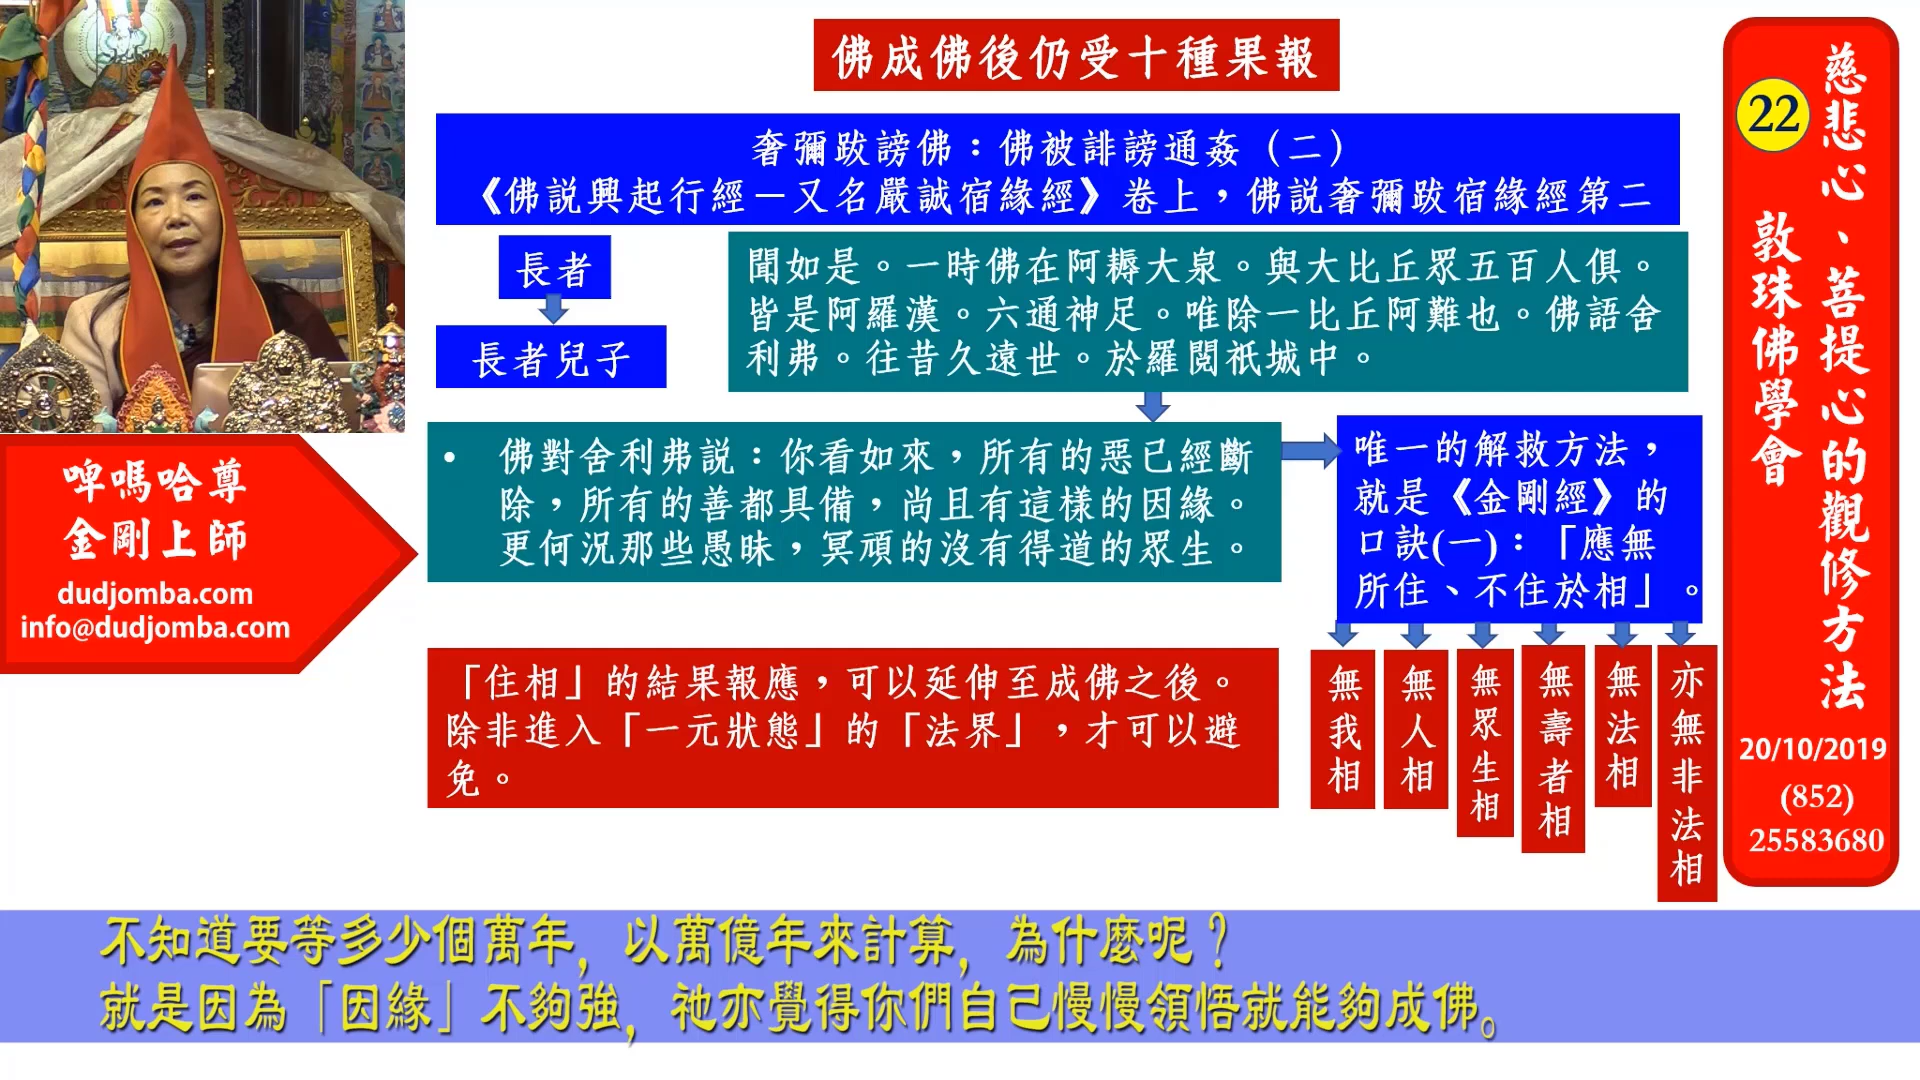 佛成佛後仍受十種果報
奢彌跋謗佛：佛被誹謗通姦（二）
《佛説興起行經－又名嚴誡宿緣經》卷上，佛説奢彌跋宿緣經第二
長者
長者兒子
聞如是。一時佛在阿耨大泉。與大比丘眾五百人俱。
皆是阿羅漢。六通神足。唯除一比丘阿難也。佛語舍
利弗。往昔久遠世。於羅閲祇城中。
• 佛對舍利弗説：你看如來，所有的惡已經斷
除，所有的善都具備，尚且有這樣的因緣。
更何況那些愚昧，冥頑的沒有得道的眾生。
唯一的解救方法，
就是《金剛經》的
口訣(一)：「應無
所住、不住於相」。
「住相」的結果報應，可以延伸至成佛之後。
除非進入「一元狀態」的「法界」，才可以避
免。
無我相
無人相
無眾生相
無壽者相
無法相
亦無非法相
啤嗎哈尊
金剛上師
dudjomba.com
info@dudjomba.com
22
慈悲心、菩提心的觀修方法
敦珠佛學會
20/10/2019
(852)
25583680
不知道要等多少個萬年，以萬億年來計算，為什麼呢？
就是因為「因緣」不夠強，祂亦覺得你們自己慢慢領悟就能夠成佛。